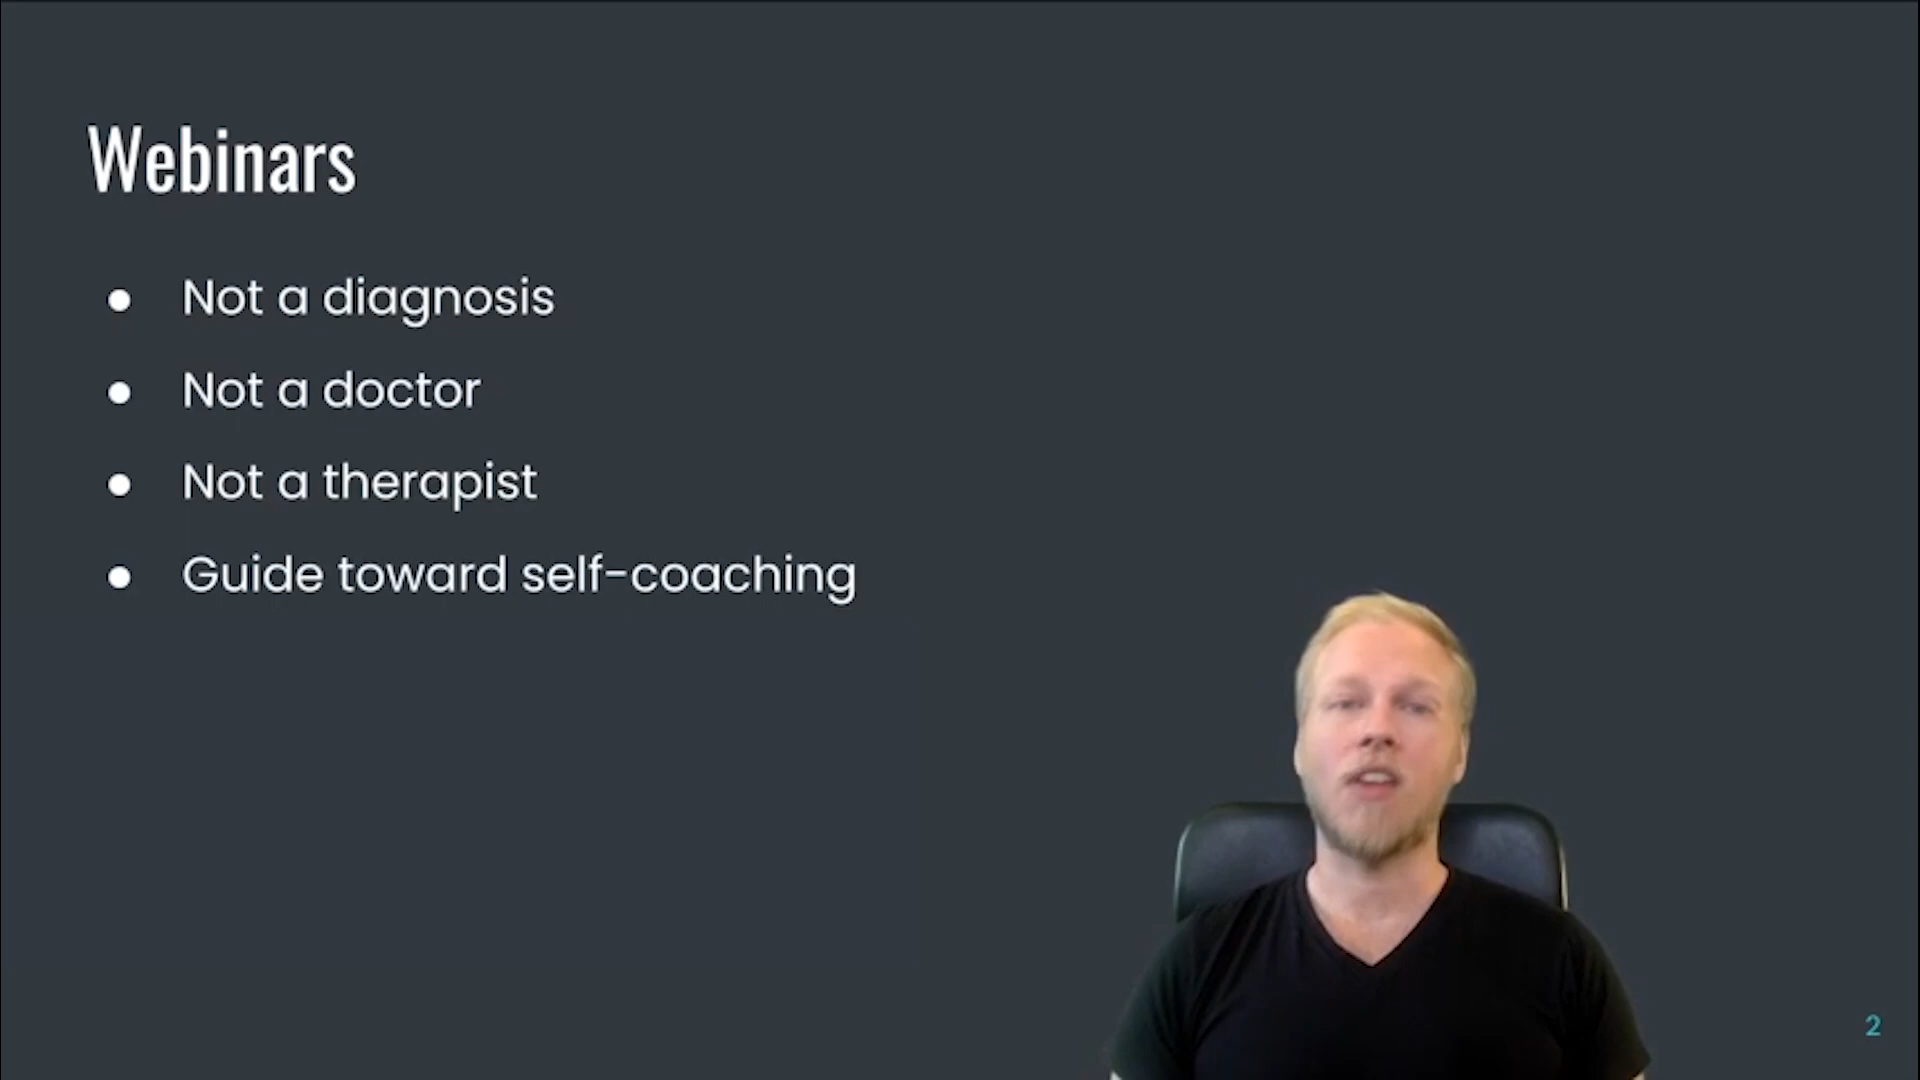 Webinars
● Not a diagnosis
● Not a doctor
● Not a therapist
● Guide toward self-coaching
2